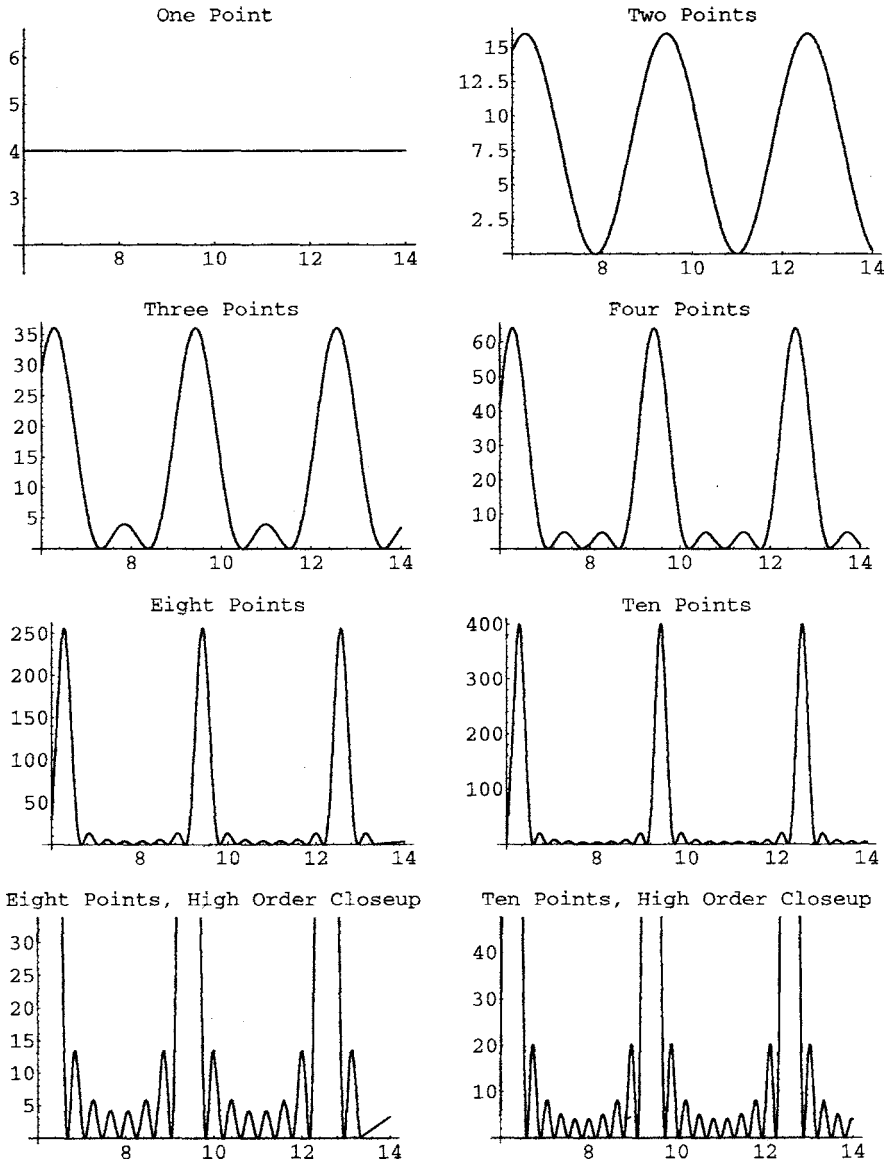 One Point
6
5
4
3
8 10 12 14
Two Points
15
12.5
10
7.5
5
2.5
8 10 12 14
Three Points
35
30
25
20
15
10
5
8 10 12 14
Four Points
60
50
40
30
20
10
8 10 12 14
Eight Points
250
200
150
100
50
8 10 12 14
Ten Points
400
300
200
100
8 10 12 14
Eight Points, High Order Closeup
30
25
20
15
10
5
8 10 12 14
Ten Points, High Order Closeup
40
30
20
10
8 10 12 14